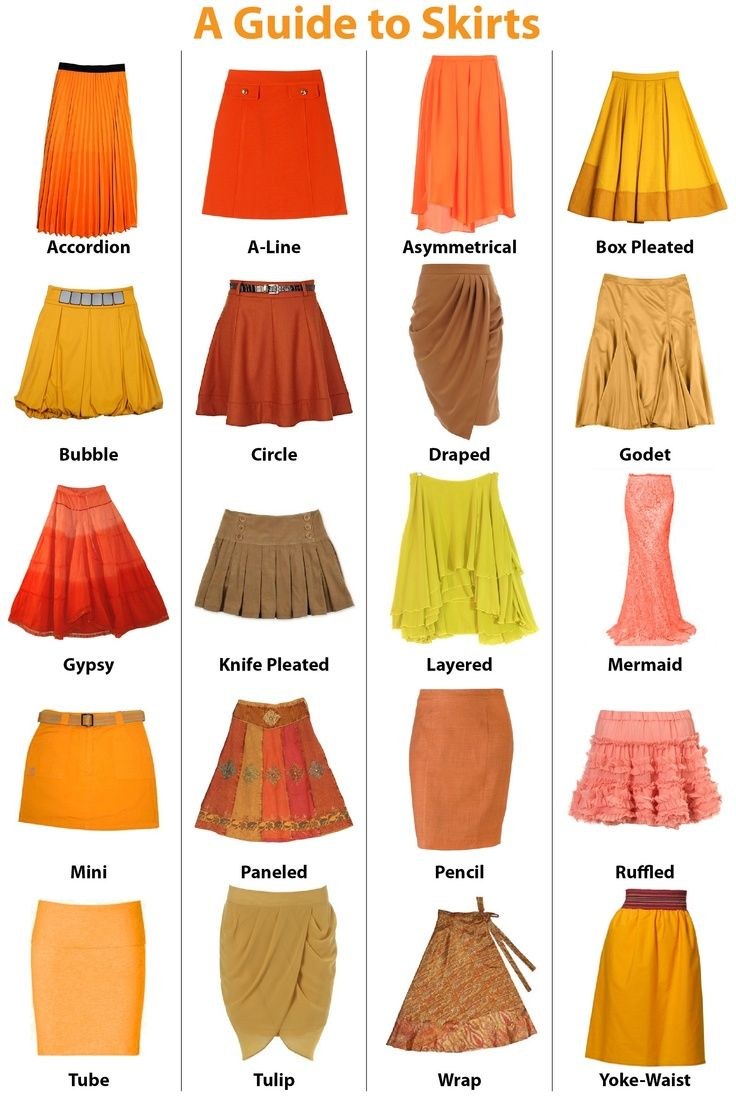 A Guide to Skirts
Accordion
A-Line
Asymmetrical
Box Pleated
Bubble
Circle
Draped
Godet
Gypsy
Knife Pleated
Layered
Mermaid
Mini
Paneled
Pencil
Ruffled
Tube
Tulip
Wrap
Yoke-Waist